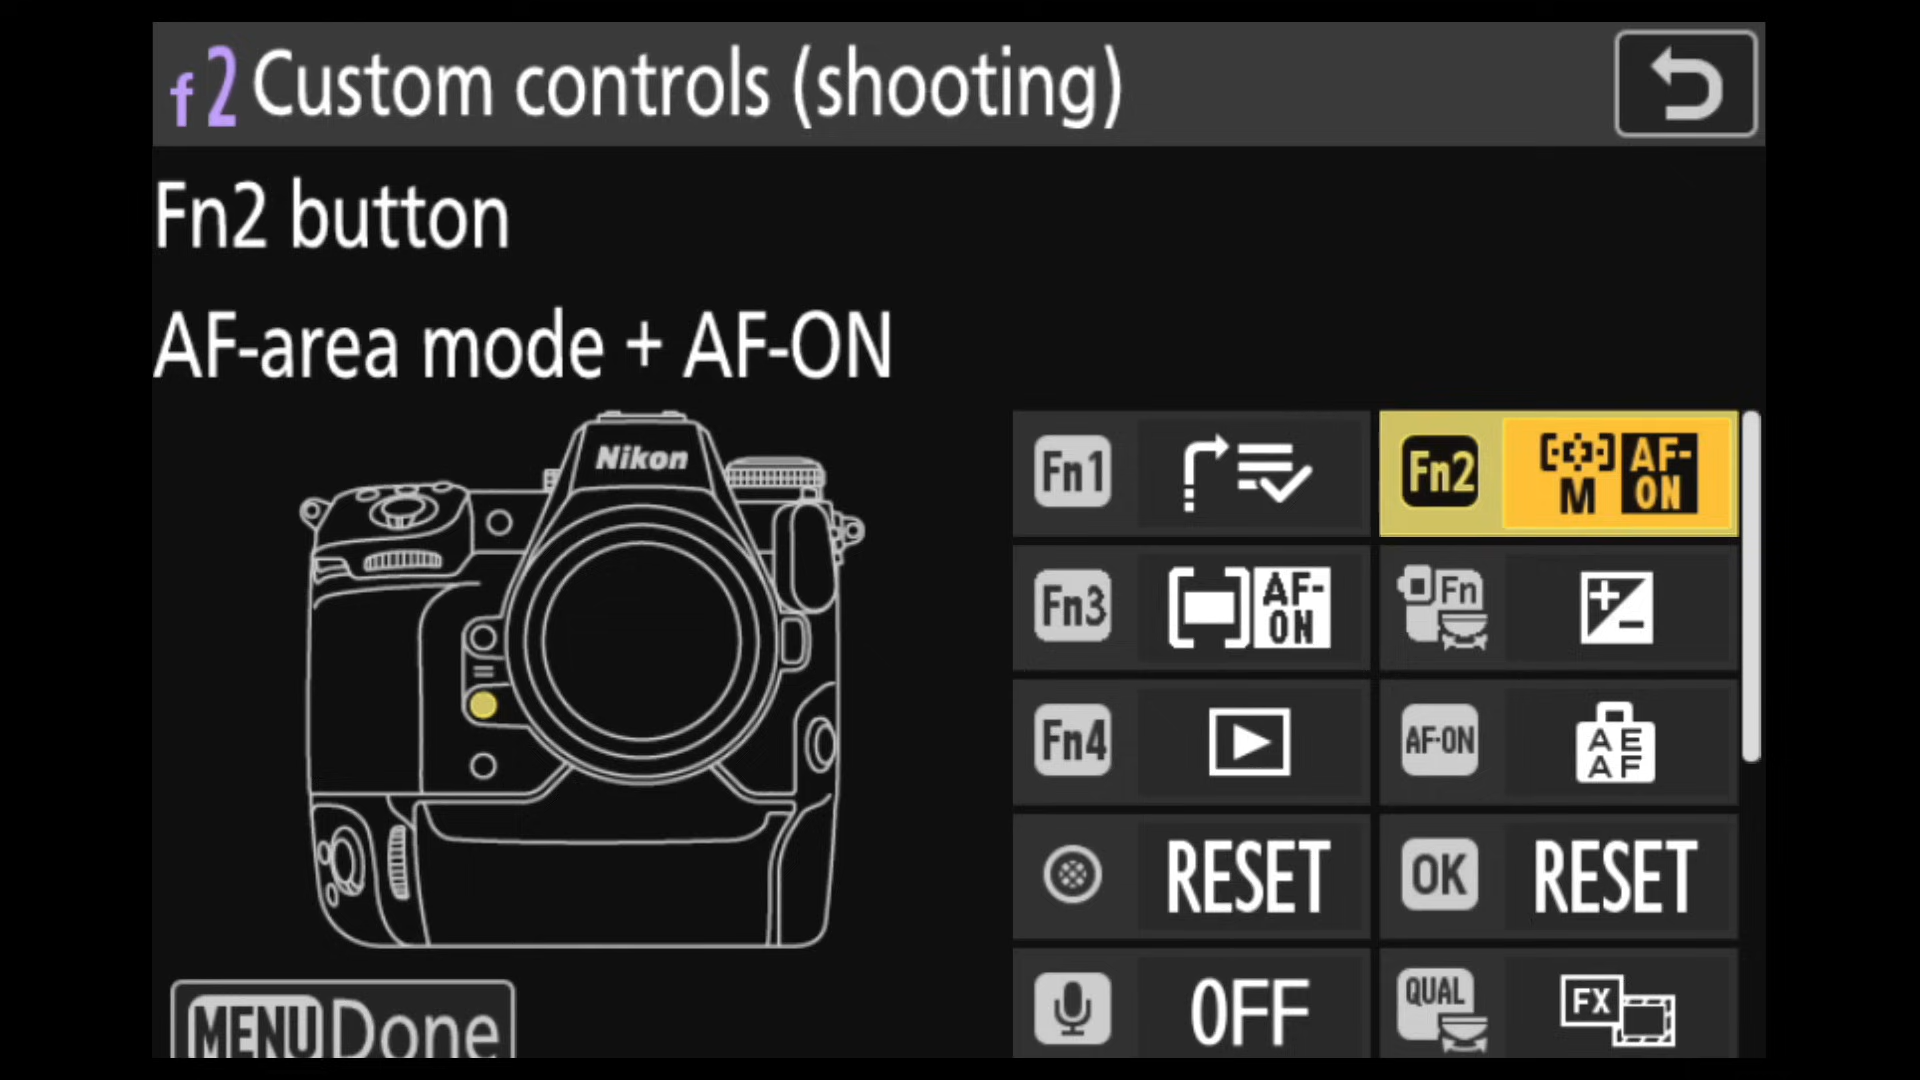 f2 Custom controls (shooting)
Fn2 button
AF-area mode + AF-ON
Nikon
Fn1
Fn2 M AF-ON
Fn3 AF-ON
Fn
Fn4
AF-ON AE AF
RESET
OK RESET
OFF
QUAL FX
MENU Done